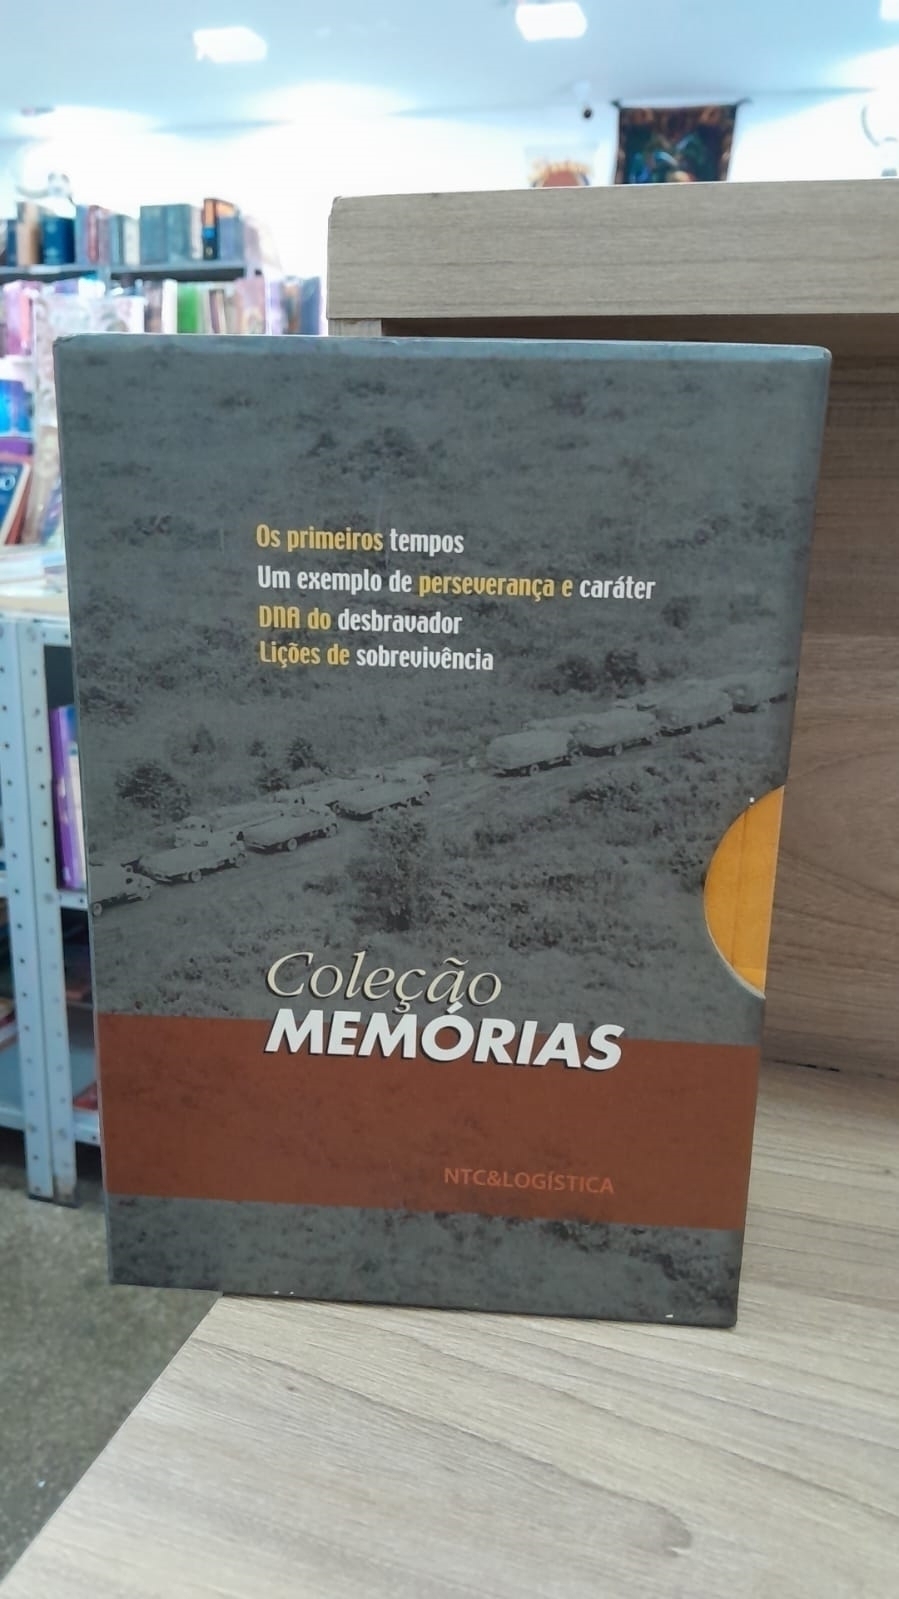 Os primeiros tempos
Um exemplo de perseverança e caráter
DNA do desbravador
Lições de sobrevivência
Coleção
MEMÓRIAS
NTC&LOGÍSTICA